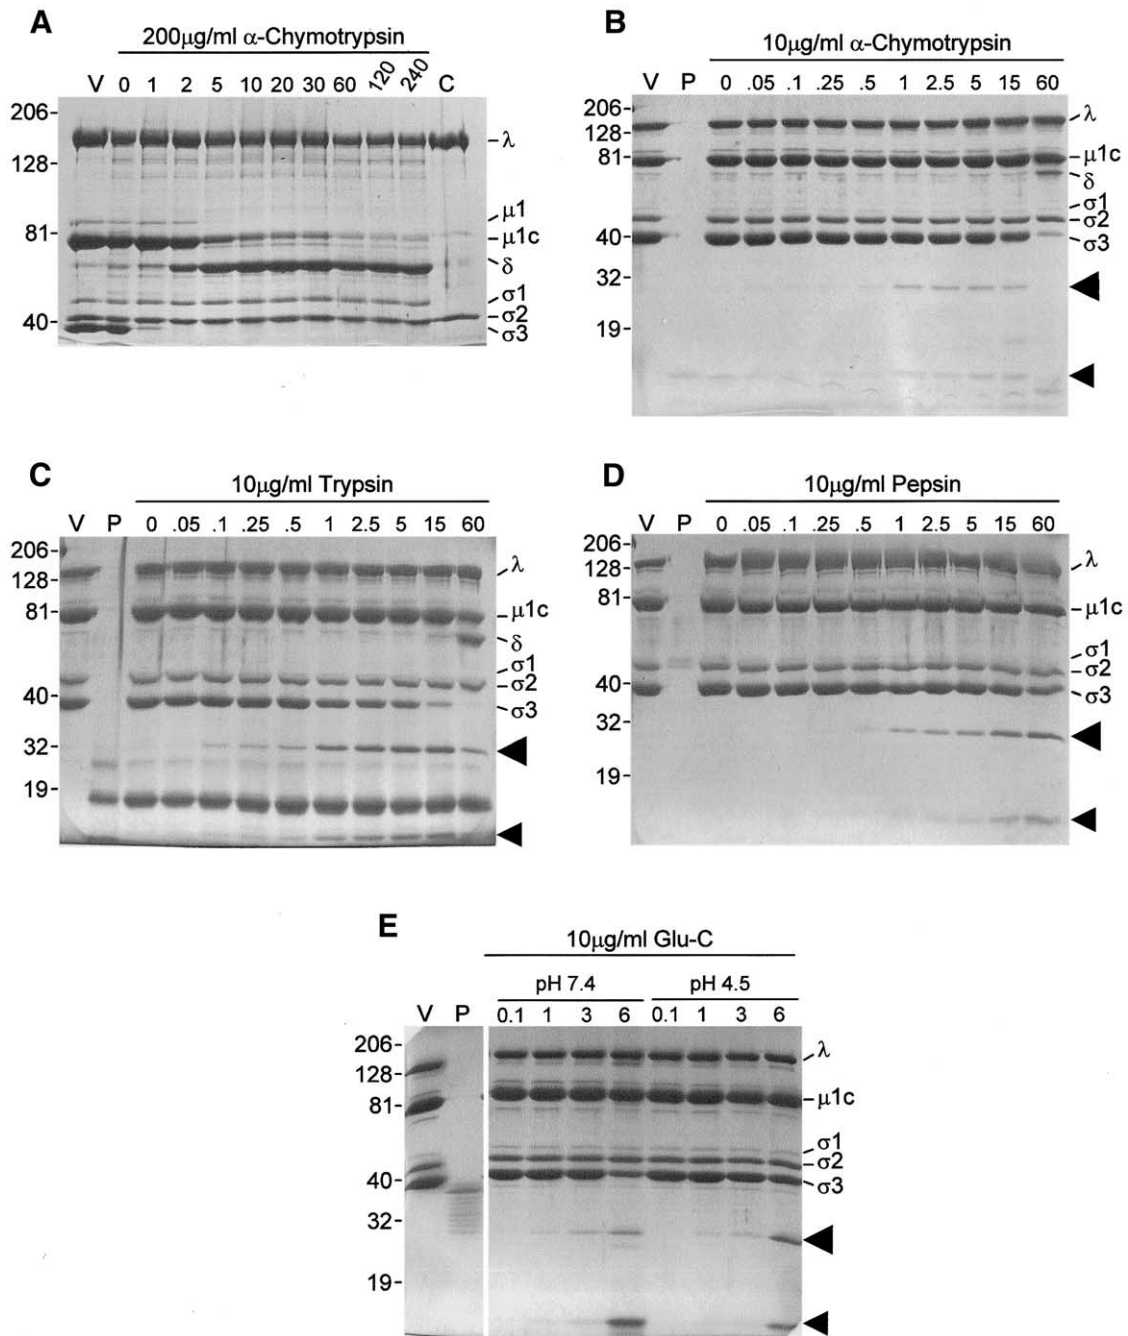 A
200μg/ml α-Chymotrypsin
V 0 1 2 5 10 20 30 60 120 240 C
206-
128-
81-
40-
λ
μ1
μ1c
δ
σ1
σ2
σ3
B
10μg/ml α-Chymotrypsin
V P 0 .05 .1 .25 .5 1 2.5 5 15 60
206-
128-
81-
40-
32-
19-
λ
μ1c
δ
σ1
σ2
σ3
C
10μg/ml Trypsin
V P 0 .05 .1 .25 .5 1 2.5 5 15 60
206-
128-
81-
40-
32-
19-
λ
μ1c
δ
σ1
σ2
σ3
D
10μg/ml Pepsin
V P 0 .05 .1 .25 .5 1 2.5 5 15 60
206-
128-
81-
40-
32-
19-
λ
μ1c
σ1
σ2
σ3
E
10μg/ml Glu-C
pH 7.4 pH 4.5
V P 0.1 1 3 6 0.1 1 3 6
206-
128-
81-
40-
32-
19-
λ
μ1c
σ1
σ2
σ3